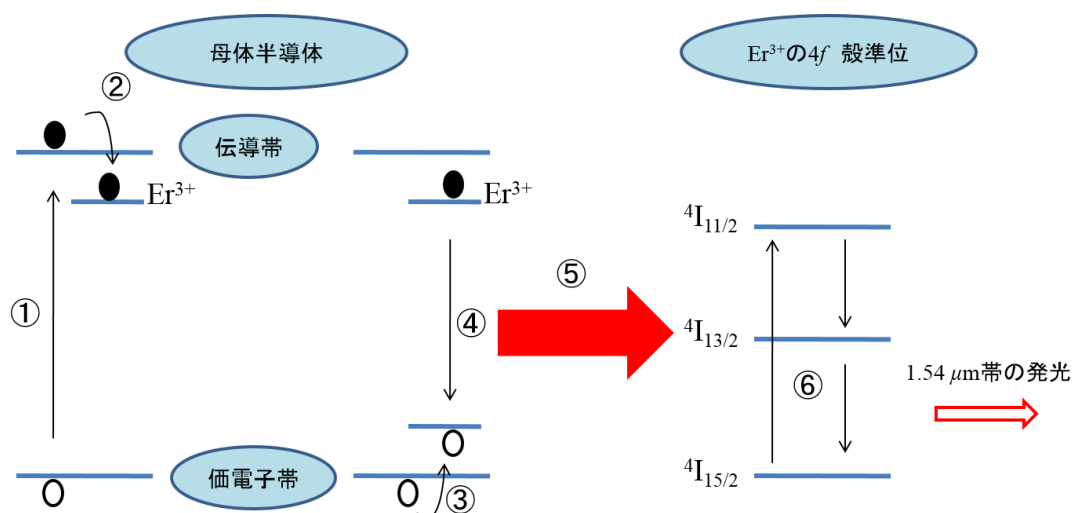 母体半導体
Er³⁺の4f 殻準位
②
伝導帯
Er³⁺
Er³⁺
⁴I₁₁/₂
①
⑤
④
⁴I₁₃/₂
1.54 μm帯の発光
⑥
価電子帯
③
⁴I₁₅/₂